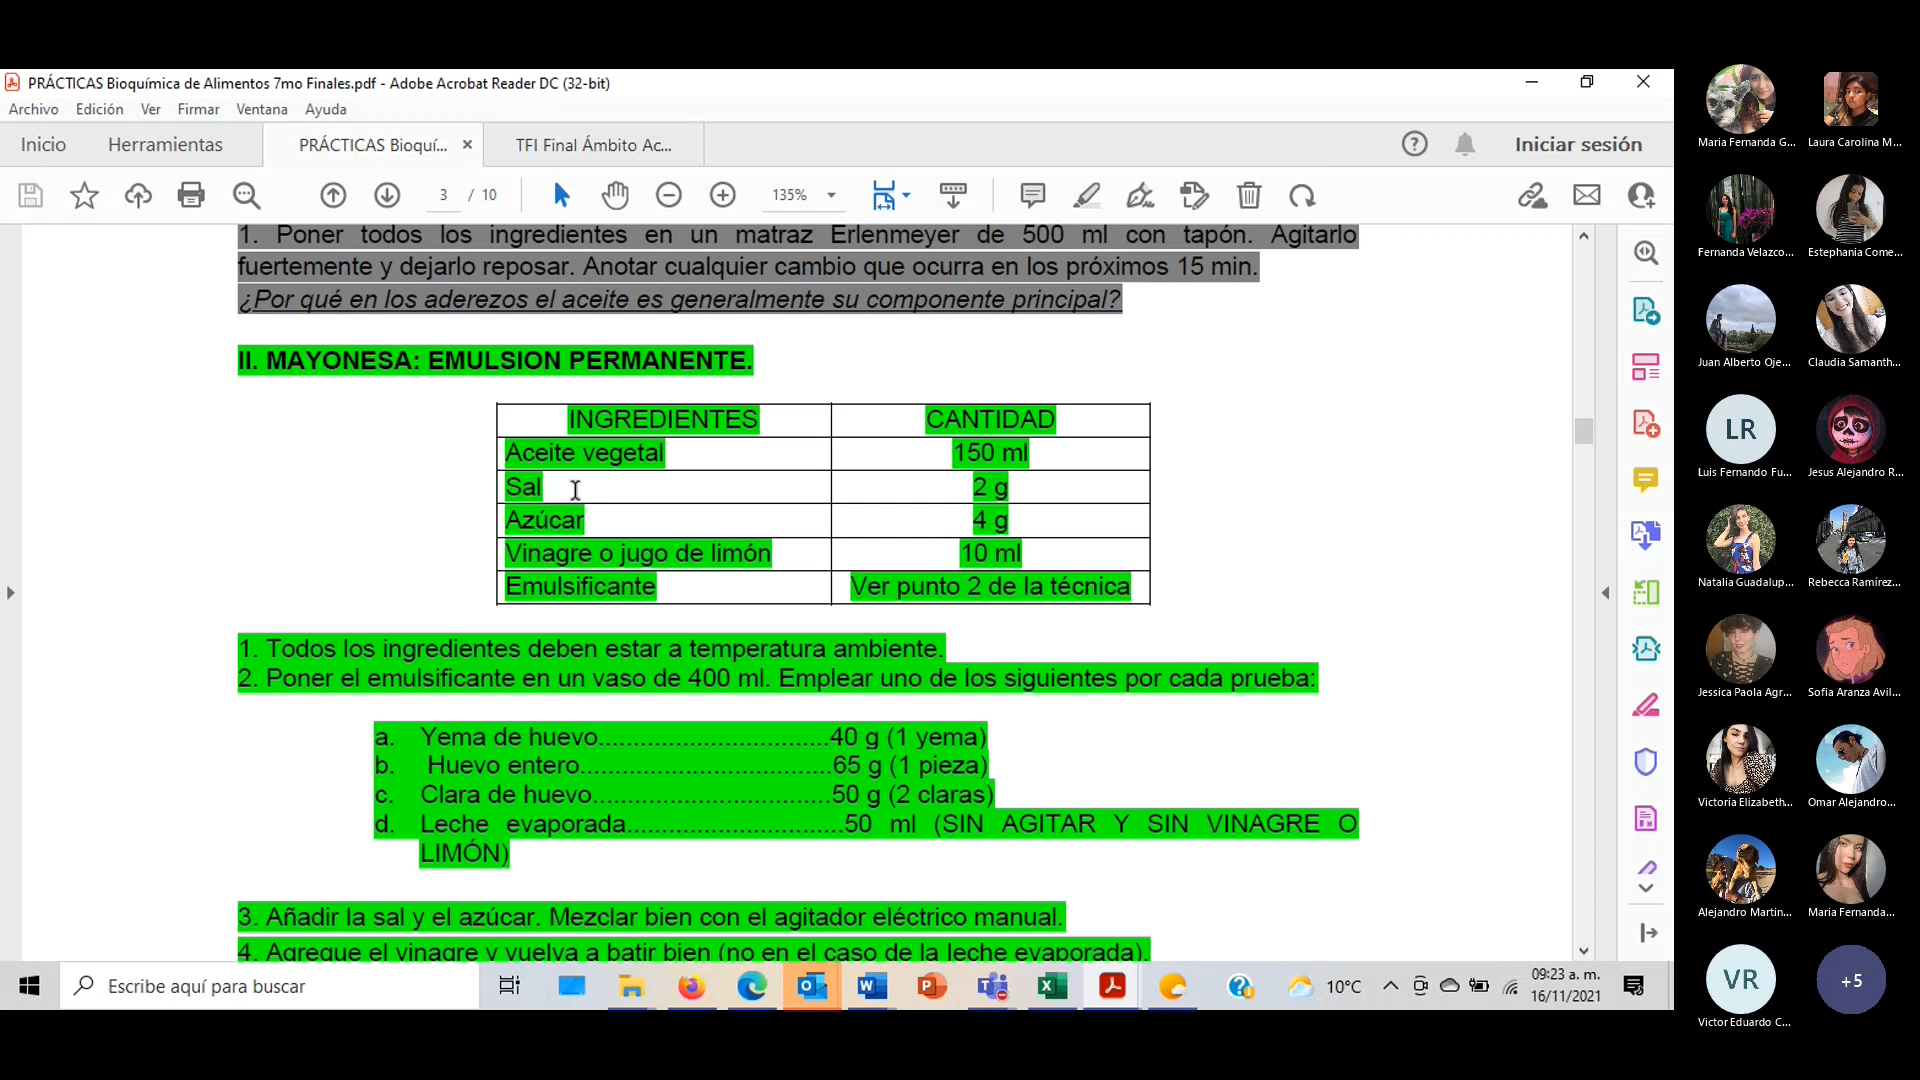 PRÁCTICAS Bioquímica de Alimentos 7mo Finales.pdf - Adobe Acrobat Reader DC (32-bit)
Archivo Edición Ver Firmar Ventana Ayuda
Inicio Herramientas PRÁCTICAS Bioquí... TFI Final Ámbito Ac... Iniciar sesión
3 / 10 135%
1. Poner todos los ingredientes en un matraz Erlenmeyer de 500 ml con tapón. Agitarlo
fuertemente y dejarlo reposar. Anotar cualquier cambio que ocurra en los próximos 15 min.
¿Por qué en los aderezos el aceite es generalmente su componente principal?
II. MAYONESA: EMULSION PERMANENTE.
INGREDIENTES CANTIDAD
Aceite vegetal 150 ml
Sal 2 g
Azúcar 4 g
Vinagre o jugo de limón 10 ml
Emulsificante Ver punto 2 de la técnica
1. Todos los ingredientes deben estar a temperatura ambiente.
2. Poner el emulsificante en un vaso de 400 ml. Emplear uno de los siguientes por cada prueba:
a. Yema de huevo.................................40 g (1 yema)
b. Huevo entero....................................65 g (1 pieza)
c. Clara de huevo..................................50 g (2 claras)
d. Leche evaporada..............................50 ml (SIN AGITAR Y SIN VINAGRE O
LIMÓN)
3. Añadir la sal y el azúcar. Mezclar bien con el agitador eléctrico manual.
4. Agregue el vinagre y vuelva a batir bien (no en el caso de la leche evaporada).
Escribe aquí para buscar
10°C
09:23 a. m.
16/11/2021
Maria Fernanda G... Laura Carolina M...
Fernanda Velazco... Estephania Come...
Juan Alberto Oje... Claudia Samanth...
LR
Luis Fernando Fu... Jesus Alejandro R...
Natalia Guadalup... Rebecca Ramírez...
Jessica Paola Agr... Sofia Aranza Avil...
Victoria Elizabeth... Omar Alejandro...
Alejandro Martin... Maria Fernanda...
VR +5
Victor Eduardo C...